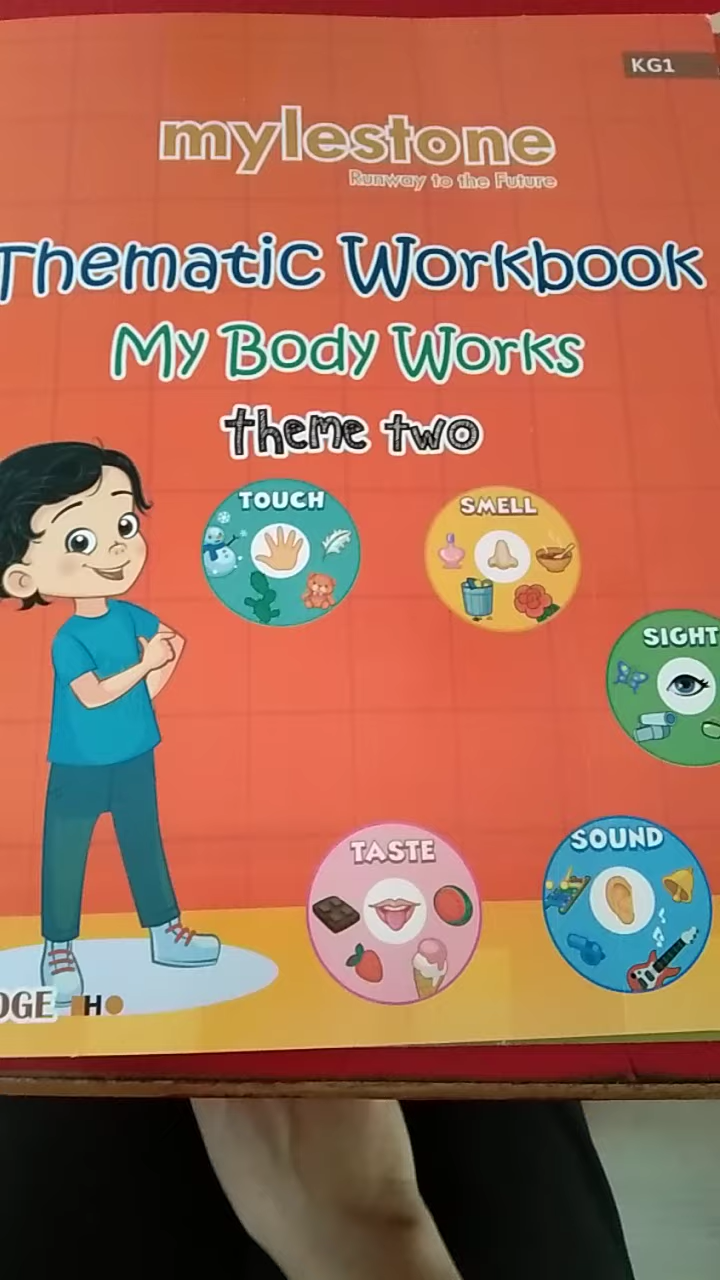 KG1
mylestone
Runway to the Future
Thematic Workbook
My Body Works
theme two
TOUCH
SMELL
SIGHT
TASTE
SOUND